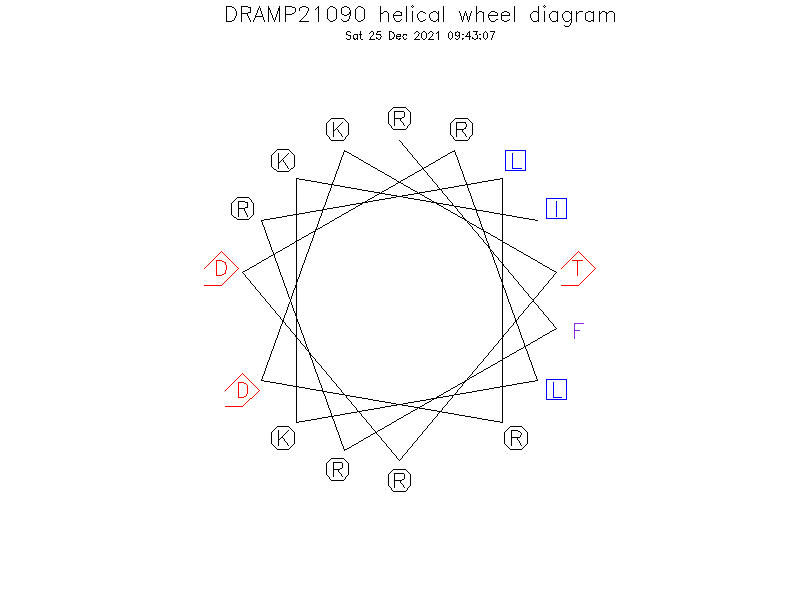 DRAMP21090 helical wheel diagram
Sat 25 Dec 2021 09:43:07
R
K R
K L
R I
D T
F
D L
K R
R
R